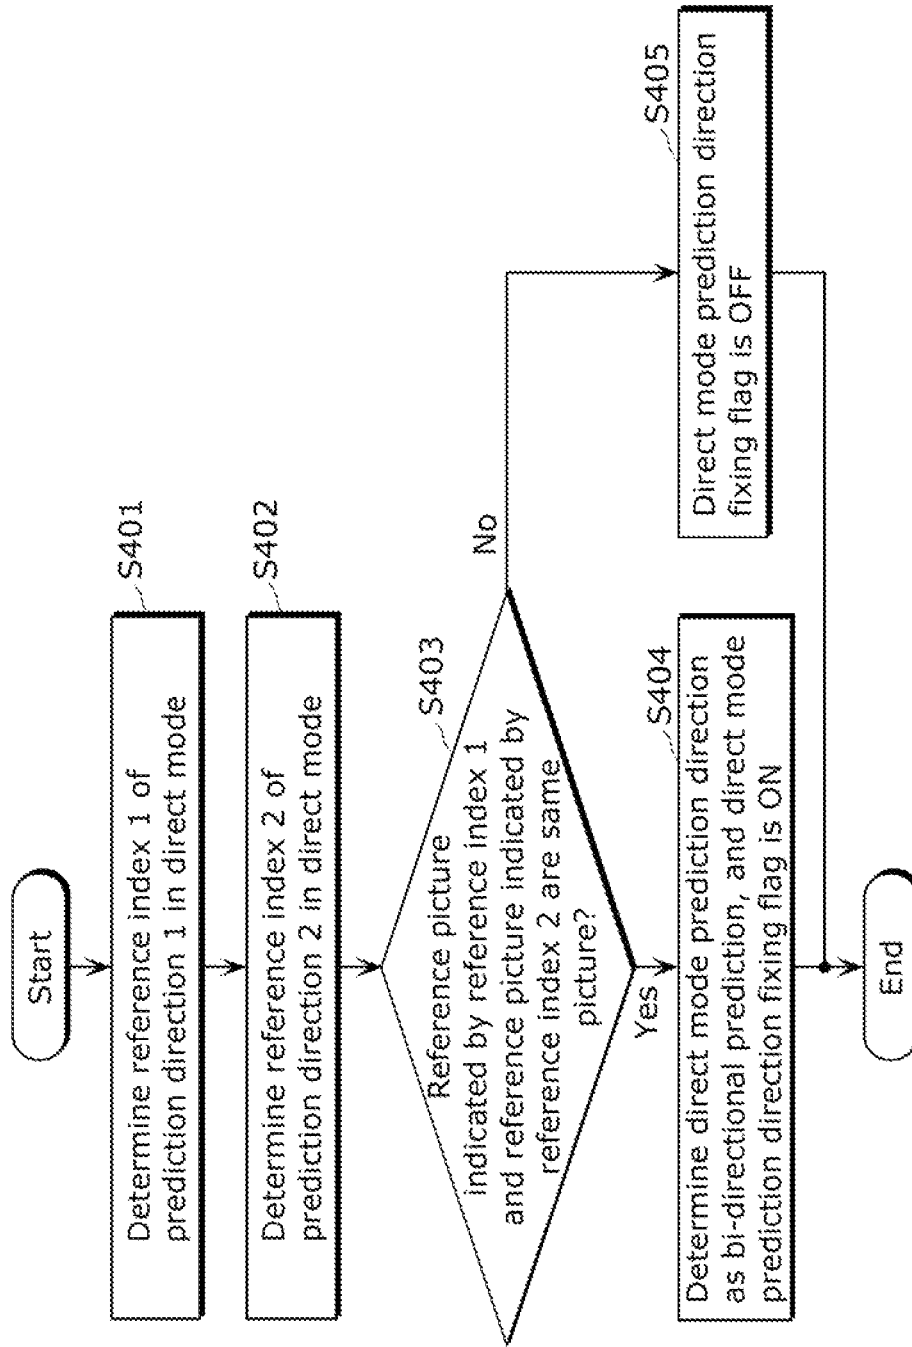 Start
S401
Determine reference index 1 of
prediction direction 1 in direct mode
S402
Determine reference index 2 of
prediction direction 2 in direct mode
S403
Reference picture
indicated by reference index 1
and reference picture indicated by
reference index 2 are same
picture?
No
Yes
S404
Determine direct mode prediction direction
as bi-directional prediction, and direct mode
prediction direction fixing flag is ON
S405
Direct mode prediction direction
fixing flag is OFF
End